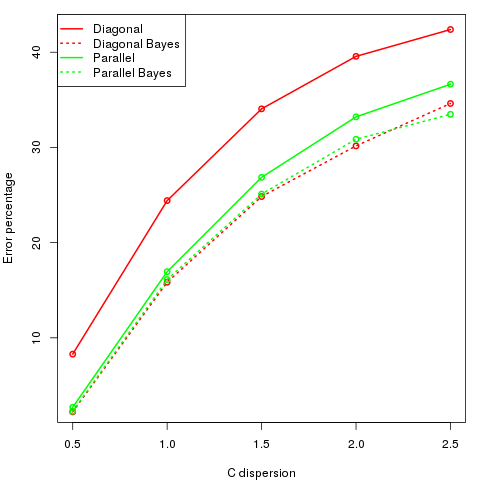 Diagonal
Diagonal Bayes
Parallel
Parallel Bayes
Error percentage
40
30
20
10
0.5 1.0 1.5 2.0 2.5
C dispersion